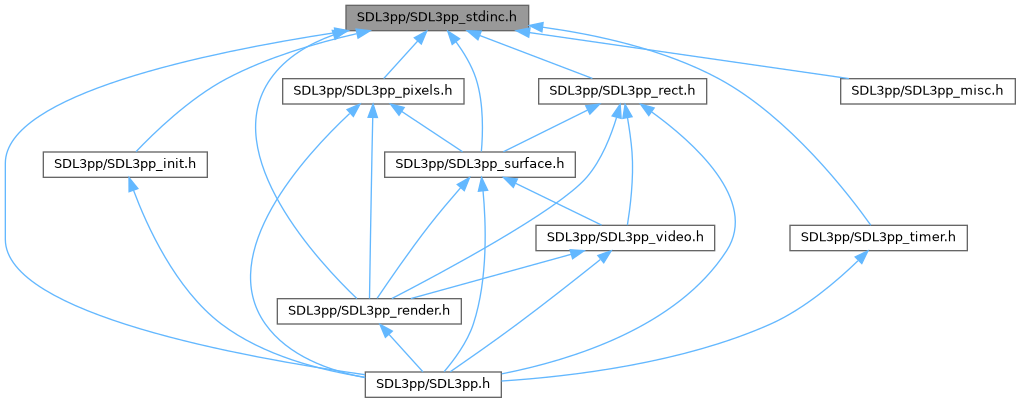 SDL3pp/SDL3pp_stdinc.h
SDL3pp/SDL3pp_pixels.h
SDL3pp/SDL3pp_rect.h
SDL3pp/SDL3pp_misc.h
SDL3pp/SDL3pp_init.h
SDL3pp/SDL3pp_surface.h
SDL3pp/SDL3pp_video.h
SDL3pp/SDL3pp_timer.h
SDL3pp/SDL3pp_render.h
SDL3pp/SDL3pp.h